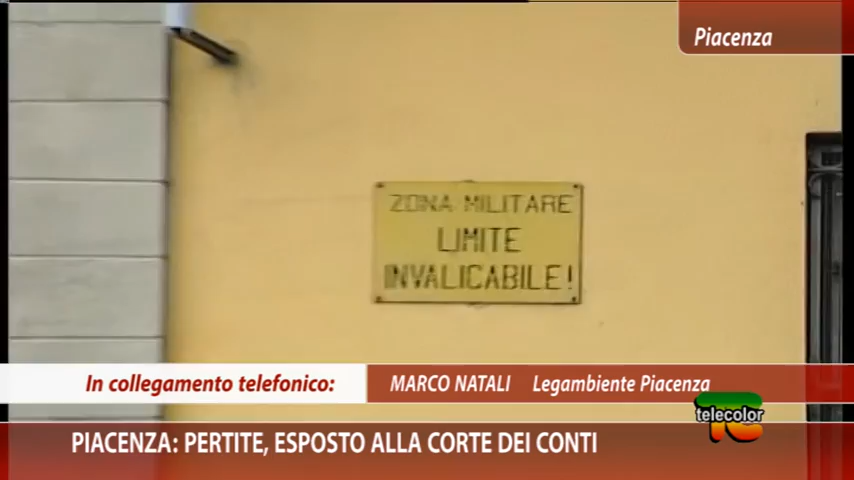 Piacenza
ZONA MILITARE
LIMITE
INVALICABILE!
In collegamento telefonico: MARCO NATALI Legambiente Piacenza
telecolor
PIACENZA: PERTITE, ESPOSTO ALLA CORTE DEI CONTI